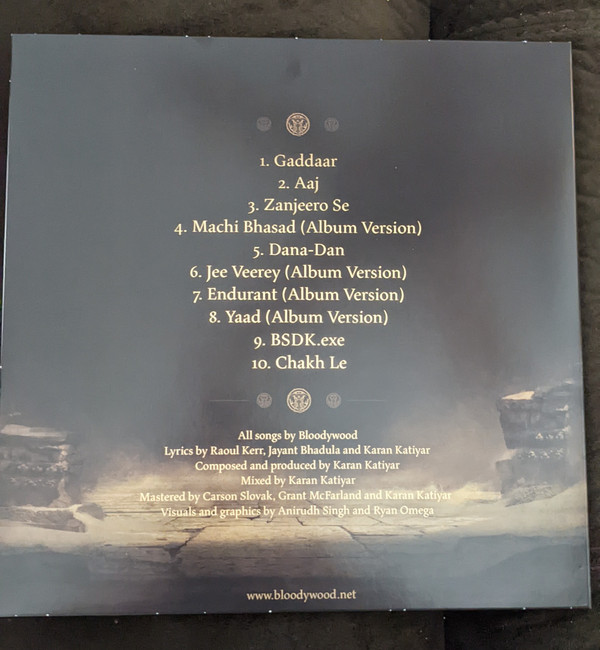 1. Gaddaar
2. Aaj
3. Zanjeero Se
4. Machi Bhasad (Album Version)
5. Dana-Dan
6. Jee Veerey (Album Version)
7. Endurant (Album Version)
8. Yaad (Album Version)
9. BSDK.exe
10. Chakh Le
All songs by Bloodywood
Lyrics by Raoul Kerr, Jayant Bhadula and Karan Katiyar
Composed and produced by Karan Katiyar
Mixed by Karan Katiyar
Mastered by Carson Slovak, Grant McFarland and Karan Katiyar
Visuals and graphics by Anirudh Singh and Ryan Omega
www.bloodywood.net